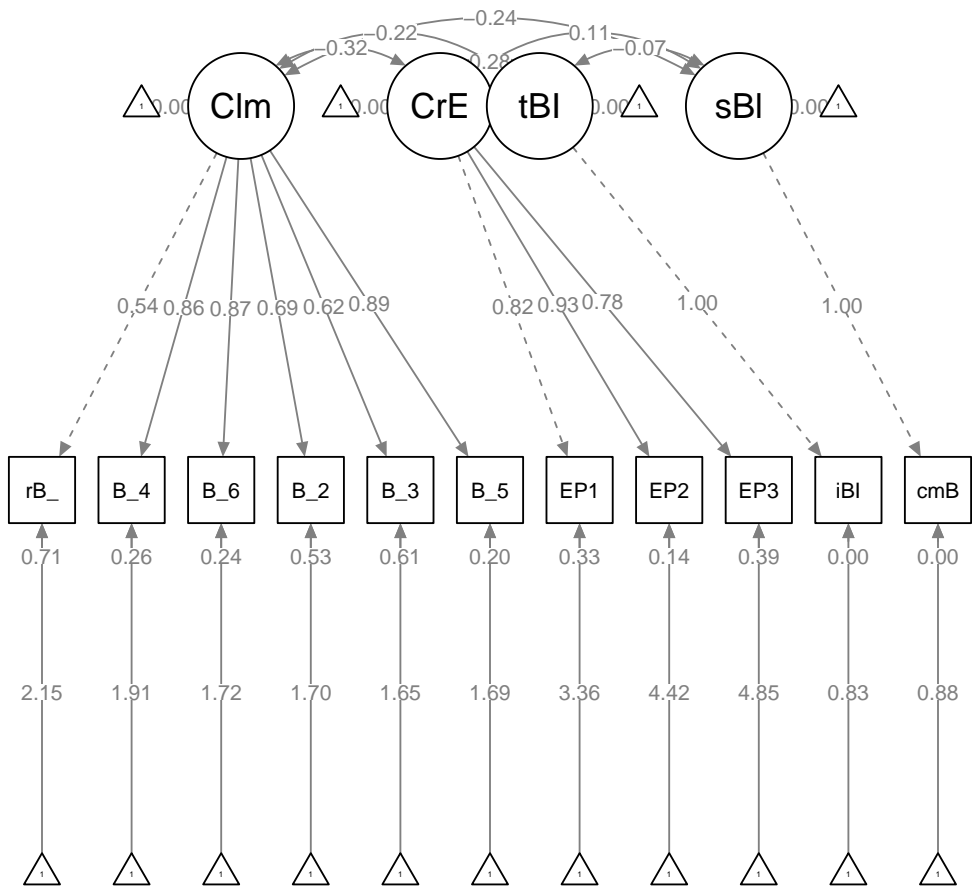 −0.24
−0.22 0.11
−0.32 −0.07
0.28
1 0.00 Clm 1 0.00 CrE tBI 0.00 1 sBI 0.00 1
0.54 0.86 0.87 0.69 0.62 0.89 0.82 0.93 0.78 1.00 1.00
rB_ B_4 B_6 B_2 B_3 B_5 EP1 EP2 EP3 iBI cmB
0.71 0.26 0.24 0.53 0.61 0.20 0.33 0.14 0.39 0.00 0.00
2.15 1.91 1.72 1.70 1.65 1.69 3.36 4.42 4.85 0.83 0.88
1 1 1 1 1 1 1 1 1 1 1